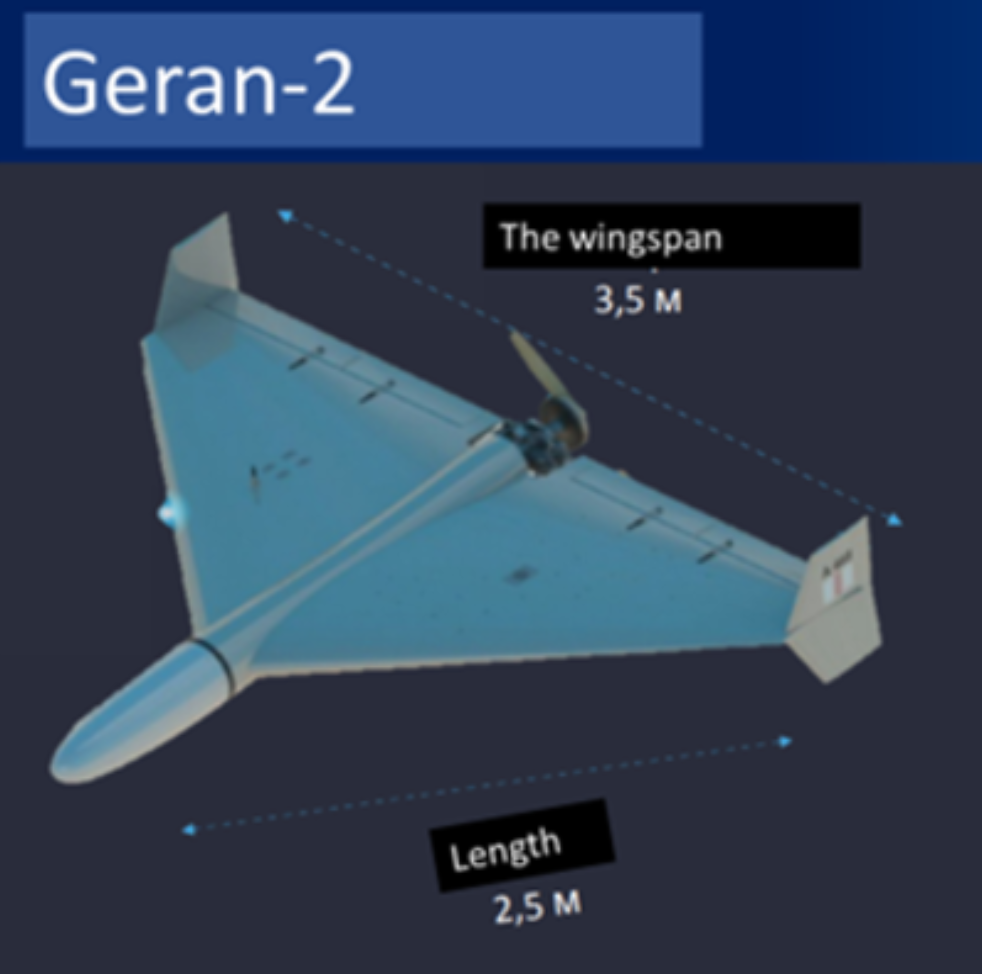 Geran-2
The wingspan
3,5 м
Length
2,5 м